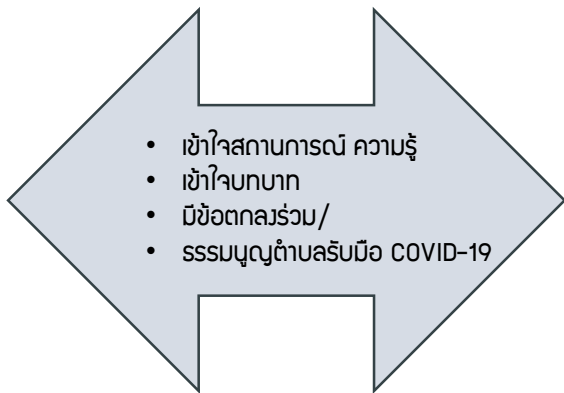 • เข้าใจสถานการณ์ ความรู้
• เข้าใจบทบาท
• มีข้อตกลงร่วม/
• ธรรมนูญตำบลรับมือ COVID-19